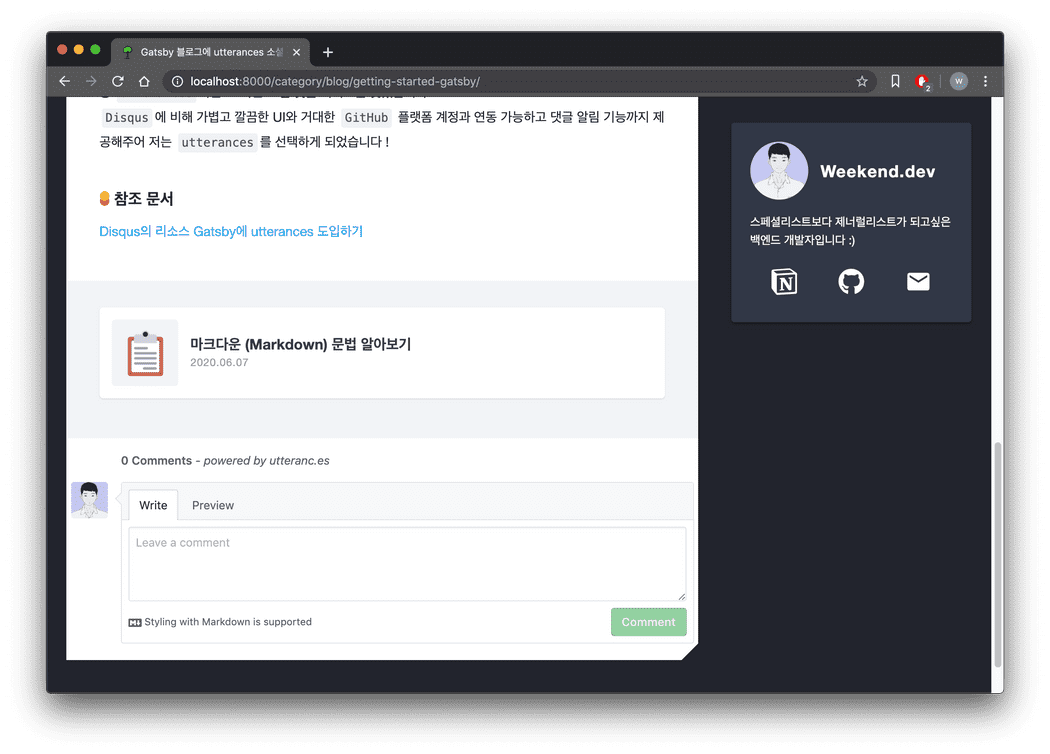 Gatsby 블로그에 utterances 소셜
localhost:8000/category/blog/getting-started-gatsby/
2
W
Disqus 에 비해 가볍고 깔끔한 UI와 거대한 GitHub 플랫폼 계정과 연동 가능하고 댓글 알림 기능까지 제
공해주어 저는 utterances 를 선택하게 되었습니다 !
참조 문서
Disqus의 리소스 Gatsby에 utterances 도입하기
마크다운 (Markdown) 문법 알아보기
2020.06.07
0 Comments - powered by utteranc.es
Write Preview
Leave a comment
Styling with Markdown is supported
Comment
Weekend.dev
스페셜리스트보다 제너럴리스트가 되고싶은
백엔드 개발자입니다 :)
N